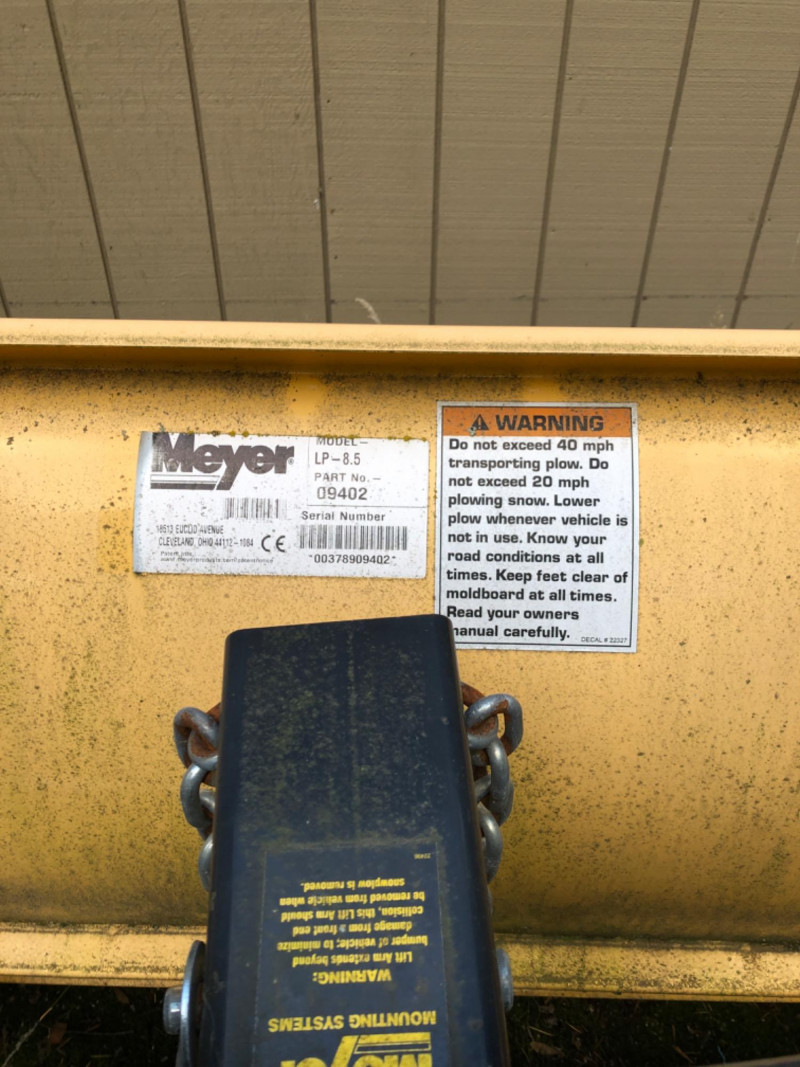 Meyer
MODEL-
LP-8.5
PART No.-
09402
Serial Number
18513 EUCLID AVENUE
CLEVELAND, OHIO 44112-1084
CE
*00378909402*
WARNING
Do not exceed 40 mph
transporting plow. Do
not exceed 20 mph
plowing snow. Lower
plow whenever vehicle is
not in use. Know your
road conditions at all
times. Keep feet clear of
moldboard at all times.
Read your owners
manual carefully.
DECAL # 22327
Meyer
MOUNTING SYSTEMS
WARNING:
Lift Arm extends beyond
bumper of vehicle: to minimize
damage from a front end
collision, this Lift Arm should
be removed from vehicle when
snowplow is removed.